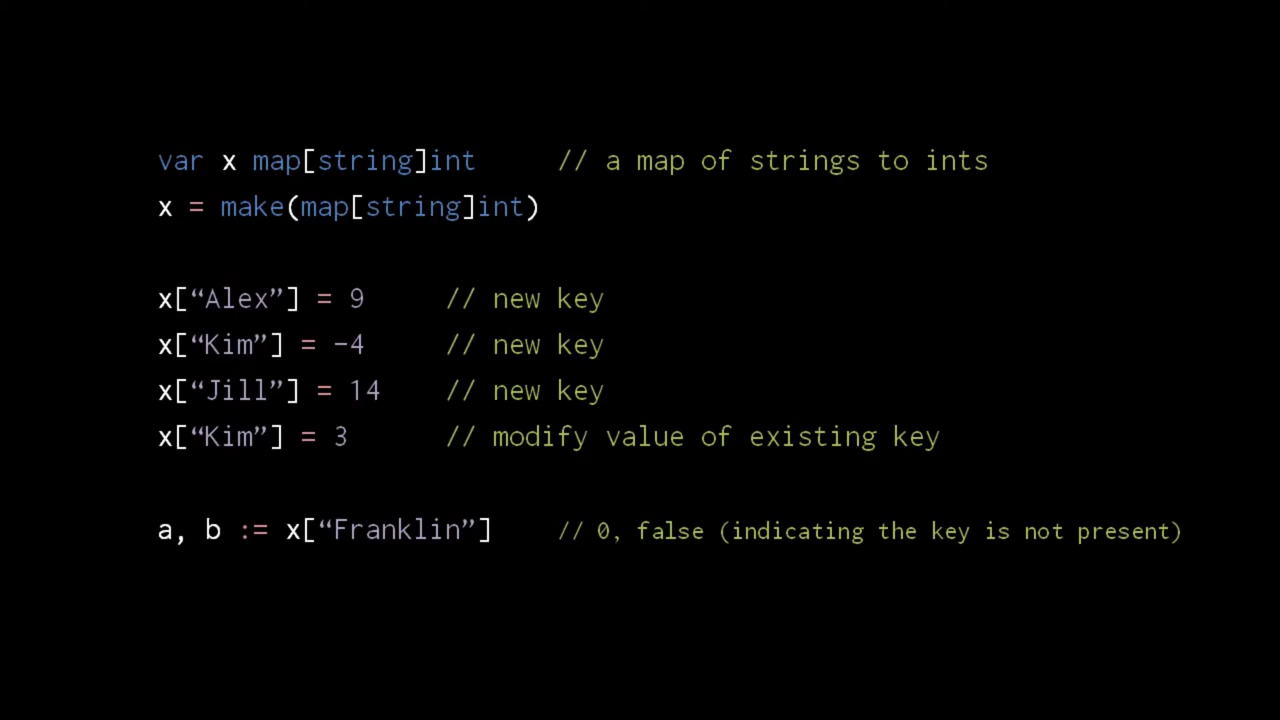 var x map[string]int // a map of strings to ints
x = make(map[string]int)
x[“Alex”] = 9 // new key
x[“Kim”] = -4 // new key
x[“Jill”] = 14 // new key
x[“Kim”] = 3 // modify value of existing key
a, b := x[“Franklin”] // 0, false (indicating the key is not present)